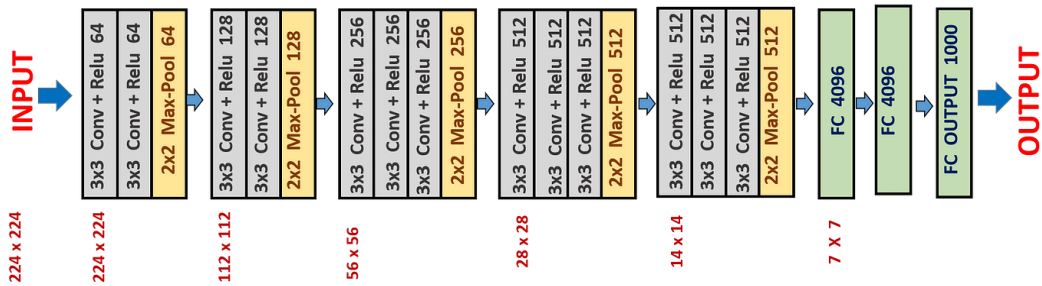 INPUT
224 x 224
3x3 Conv + Relu 64
3x3 Conv + Relu 64
2x2 Max-Pool 64
224 x 224
3x3 Conv + Relu 128
3x3 Conv + Relu 128
2x2 Max-Pool 128
112 x 112
3x3 Conv + Relu 256
3x3 Conv + Relu 256
3x3 Conv + Relu 256
2x2 Max-Pool 256
56 x 56
3x3 Conv + Relu 512
3x3 Conv + Relu 512
3x3 Conv + Relu 512
2x2 Max-Pool 512
28 x 28
3x3 Conv + Relu 512
3x3 Conv + Relu 512
3x3 Conv + Relu 512
2x2 Max-Pool 512
14 x 14
FC 4096
7 X 7
FC 4096
FC OUTPUT 1000
OUTPUT